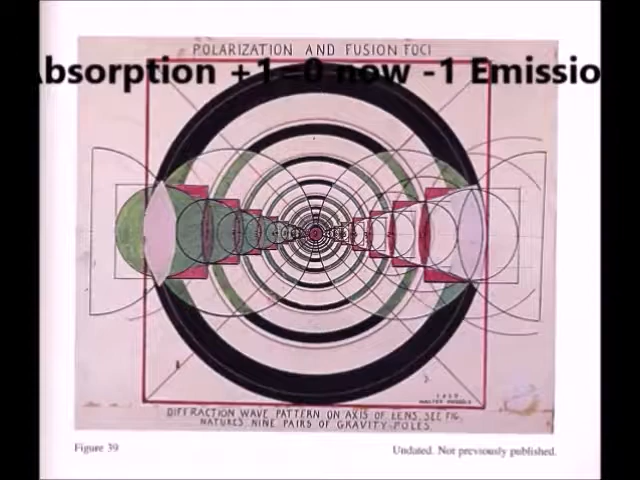 POLARIZATION AND FUSION FOCI
Absorption +1 =0 now -1 Emissio
WALTER RUSSELL
DIFFRACTION WAVE PATTERN ON AXIS OF LENS, SEE FIG.
NATURES NINE PAIRS OF GRAVITY POLES.
Figure 39
Undated. Not previously published.